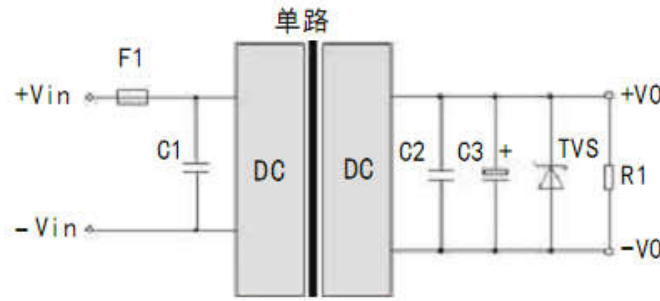 单路
F1
+Vin
C1
-Vin
DC
DC
C2
C3
+
TVS
R1
+VO
-VO